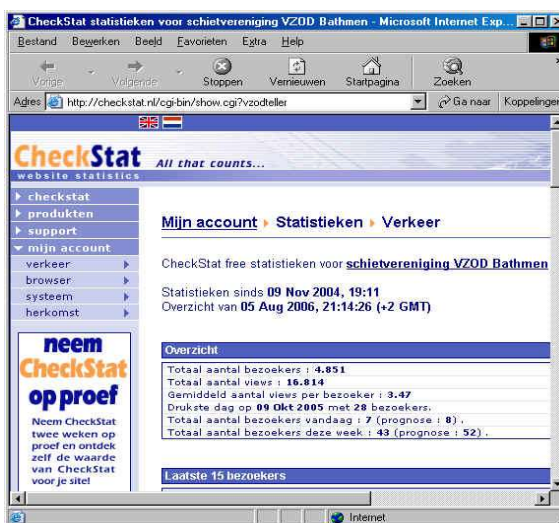 CheckStat statistieken voor schietvereniging VZOD Bathmen - Microsoft Internet Exp...
Bestand Bewerken Beeld Favorieten Extra Help
Vorige Volgende Stoppen Vernieuwen Startpagina Zoeken
Adres http://checkstat.nl/cgi-bin/show.cgi?vzodteller Ga naar Koppelingen
CheckStat All that counts...
website statistics
checkstat
produkten
support
mijn account
verkeer
browser
systeem
herkomst
neem
CheckStat
op proef
Neem CheckStat
twee weken op
proef en ontdek
zelf de waarde
van CheckStat
voor je site!
Mijn account Statistieken Verkeer
CheckStat free statistieken voor schietvereniging VZOD Bathmen
Statistieken sinds 09 Nov 2004, 19:11
Overzicht van 05 Aug 2006, 21:14:26 (+2 GMT)
Overzicht
Totaal aantal bezoekers : 4.851
Totaal aantal views : 16.814
Gemiddeld aantal views per bezoeker : 3.47
Drukste dag op 09 Okt 2005 met 28 bezoekers.
Totaal aantal bezoekers vandaag : 7 (prognose : 8) .
Totaal aantal bezoekers deze week : 43 (prognose : 52) .
Laatste 15 bezoekers
Internet